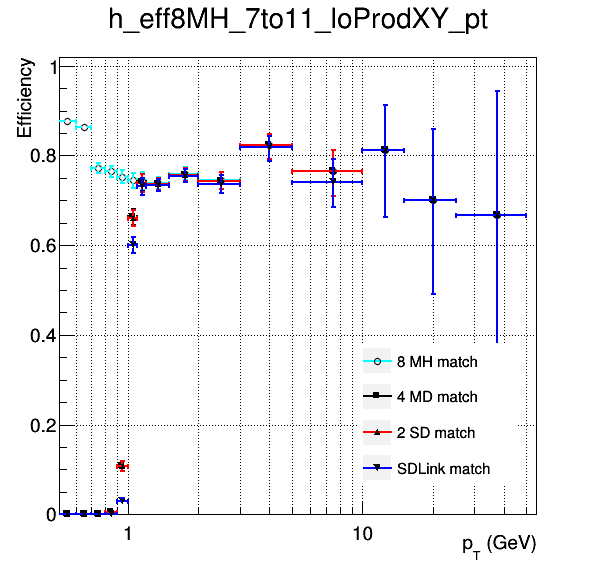 h_eff8MH_7to11_loProdXY_pt
Efficiency
1
0.8
0.6
0.4
0.2
0
8 MH match
4 MD match
2 SD match
SDLink match
1
10
p_T (GeV)